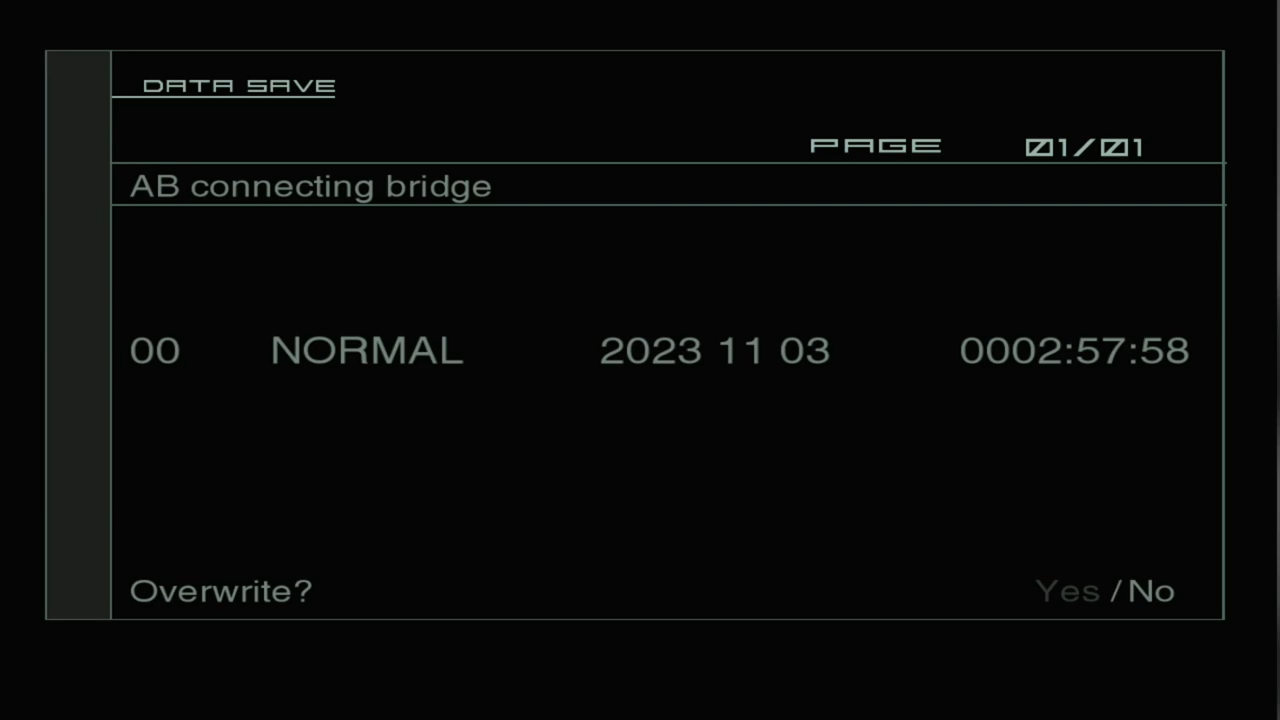 DATA SAVE
PAGE 01/01
AB connecting bridge
00 NORMAL 2023 11 03 0002:57:58
Overwrite? Yes / No